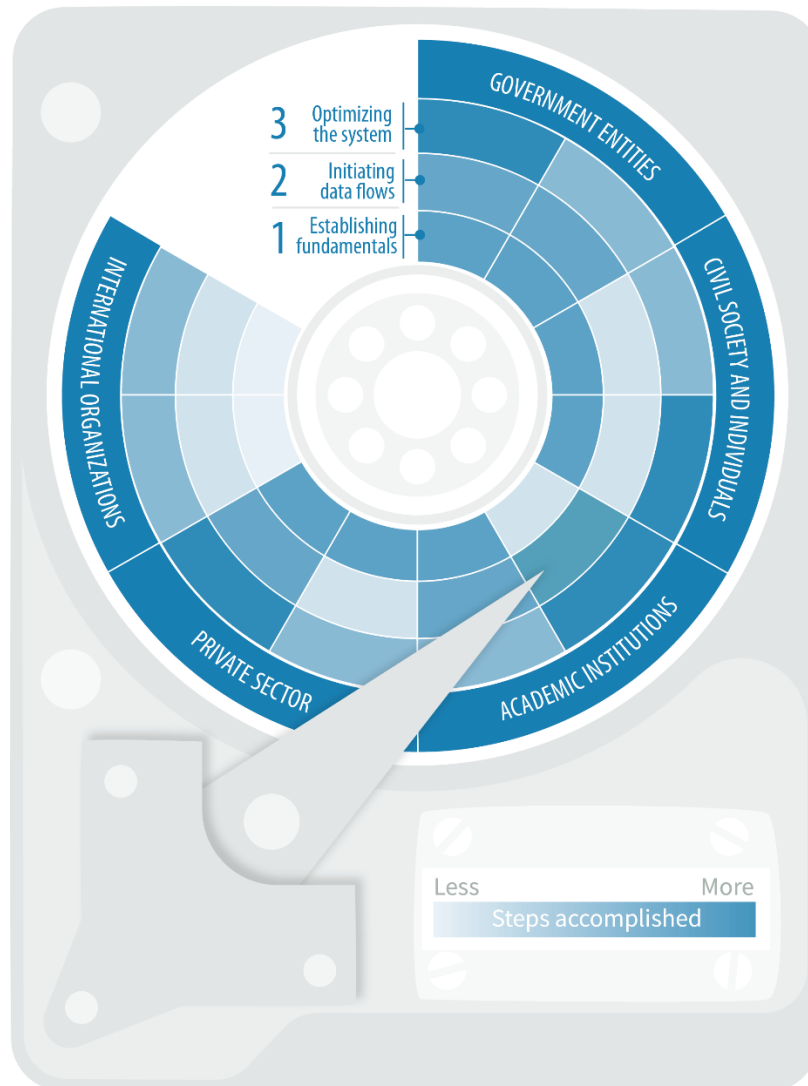 GOVERNMENT ENTITIES
3 Optimizing
the system
2 Initiating
data flows
1 Establishing
fundamentals
CIVIL SOCIETY AND INDIVIDUALS
INTERNATIONAL ORGANIZATIONS
ACADEMIC INSTITUTIONS
PRIVATE SECTOR
Less More
Steps accomplished